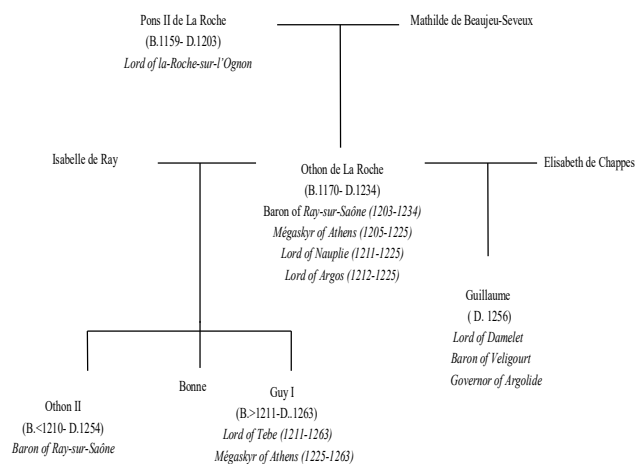 Pons II de La Roche
(B.1159- D.1203)
Lord of la-Roche-sur-l'Ognon
Mathilde de Beaujeu-Seveux
Isabelle de Ray
Othon de La Roche
(B.1170- D.1234)
Baron of Ray-sur-Saône (1203-1234)
Mégaskyr of Athens (1205-1225)
Lord of Nauplie (1211-1225)
Lord of Argos (1212-1225)
Elisabeth de Chappes
Guillaume
( D. 1256)
Lord of Damelet
Baron of Veligourt
Governor of Argolide
Othon II
(B.<1210- D.1254)
Baron of Ray-sur-Saône
Bonne
Guy I
(B.>1211-D..1263)
Lord of Tebe (1211-1263)
Mégaskyr of Athens (1225-1263)